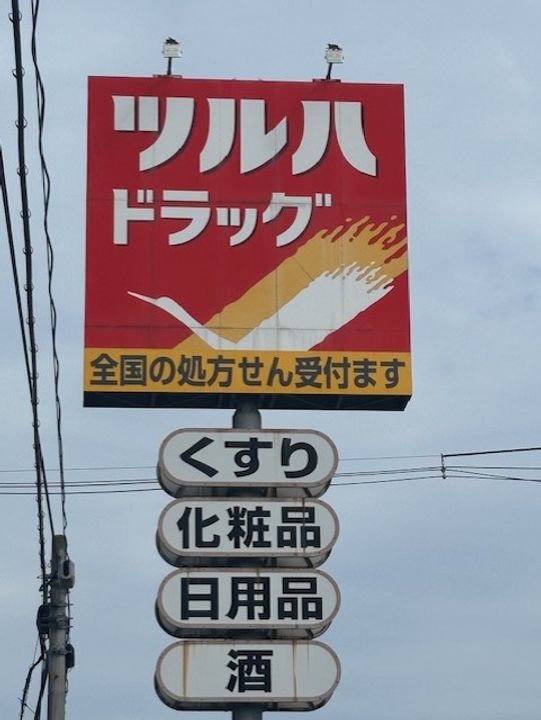 ツルハ
ドラッグ
全国の処方せん受付ます
くすり
化粧品
日用品
酒